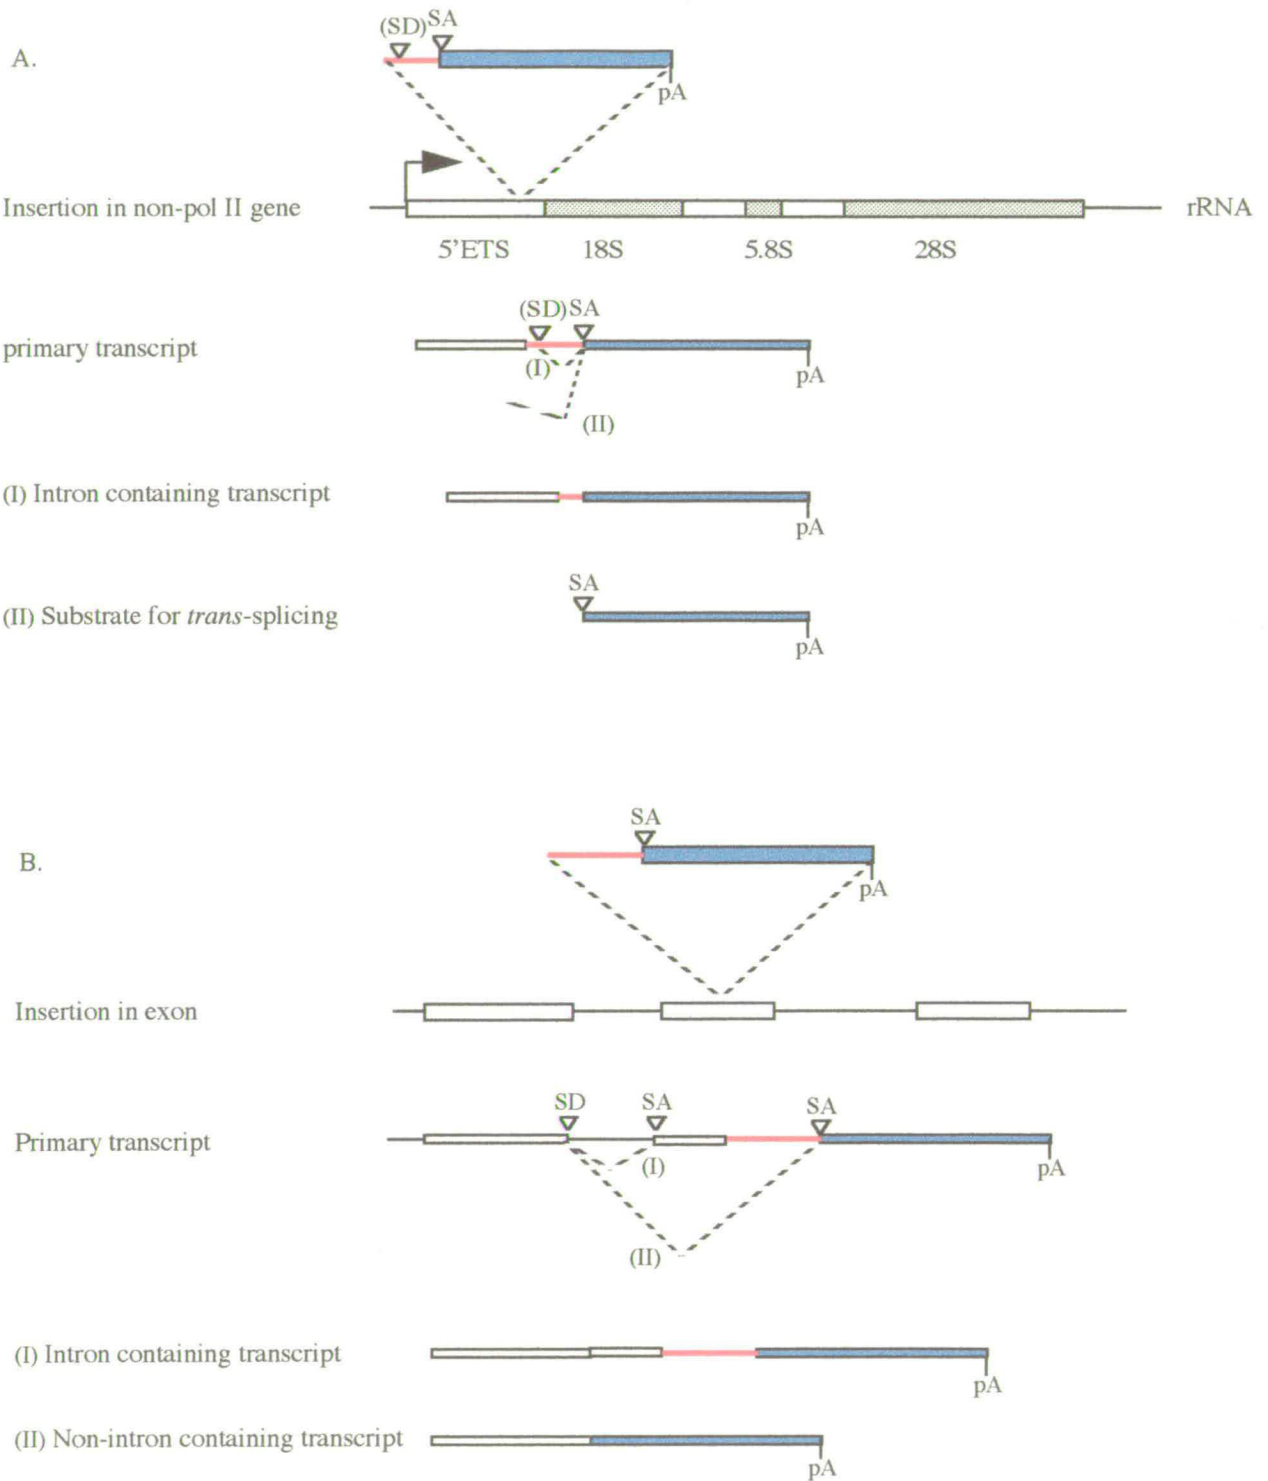 A.
(SD) SA
pA
Insertion in non-pol II gene
rRNA
5'ETS 18S 5.8S 28S
(SD) SA
primary transcript
(I)
pA
(II)
(I) Intron containing transcript
pA
SA
(II) Substrate for trans-splicing
pA
SA
B.
pA
Insertion in exon
SD SA SA
Primary transcript
(I)
pA
(II)
(I) Intron containing transcript
pA
(II) Non-intron containing transcript
pA